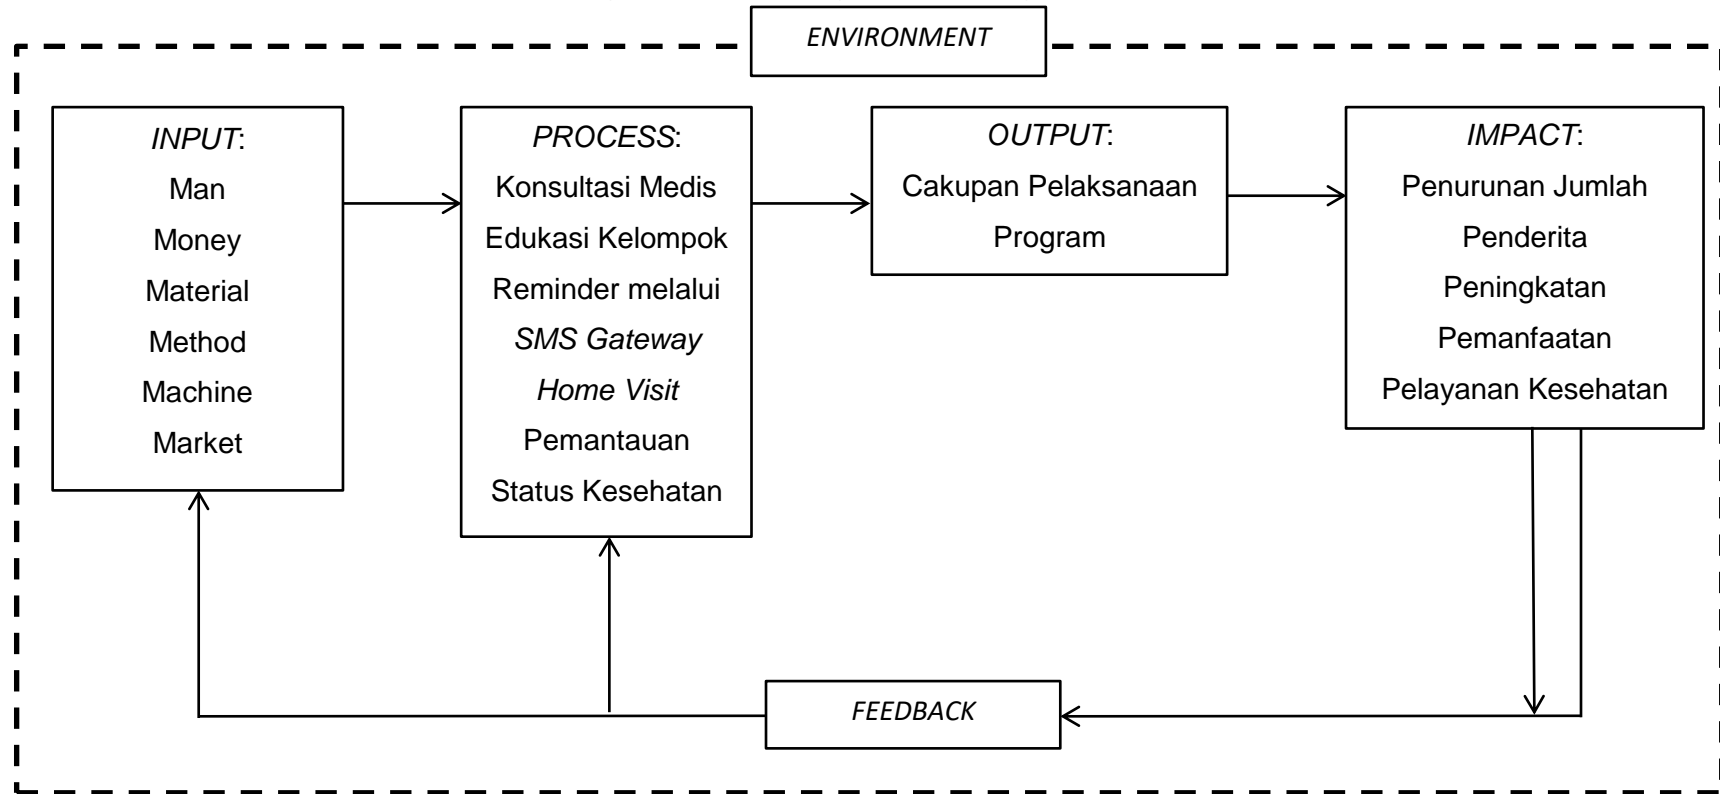 ENVIRONMENT
INPUT:
Man
Money
Material
Method
Machine
Market
PROCESS:
Konsultasi Medis
Edukasi Kelompok
Reminder melalui
SMS Gateway
Home Visit
Pemantauan
Status Kesehatan
OUTPUT:
Cakupan Pelaksanaan
Program
IMPACT:
Penurunan Jumlah
Penderita
Peningkatan
Pemanfaatan
Pelayanan Kesehatan
FEEDBACK